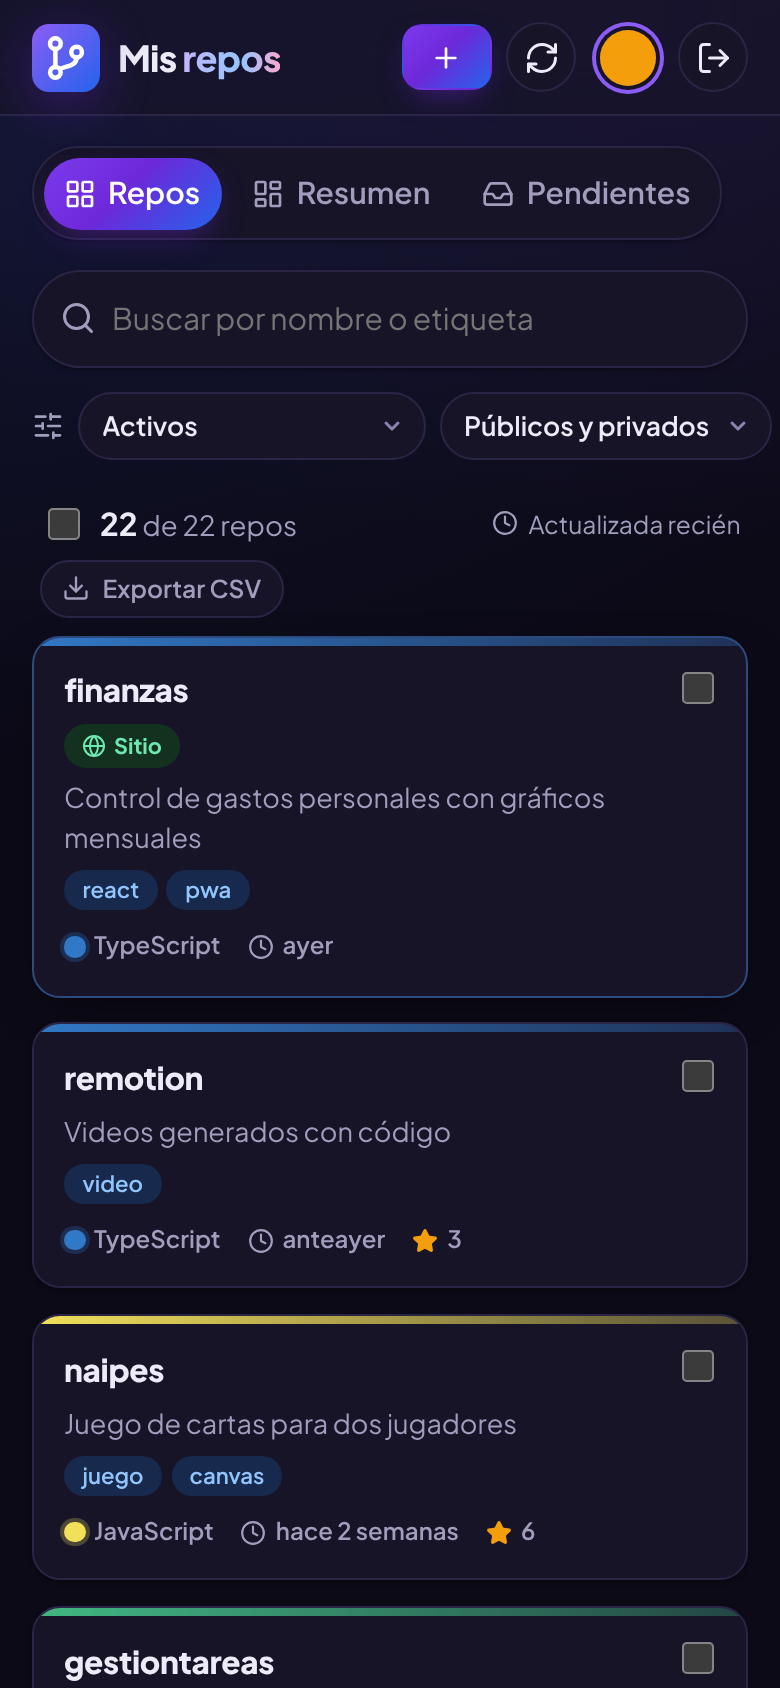 Mis repos
Repos Resumen Pendientes
Buscar por nombre o etiqueta
Activos Públicos y privados
22 de 22 repos Actualizada recién
Exportar CSV
finanzas
Sitio
Control de gastos personales con gráficos
mensuales
react pwa
TypeScript ayer
remotion
Videos generados con código
video
TypeScript anteayer 3
naipes
Juego de cartas para dos jugadores
juego canvas
JavaScript hace 2 semanas 6
gestiontareas